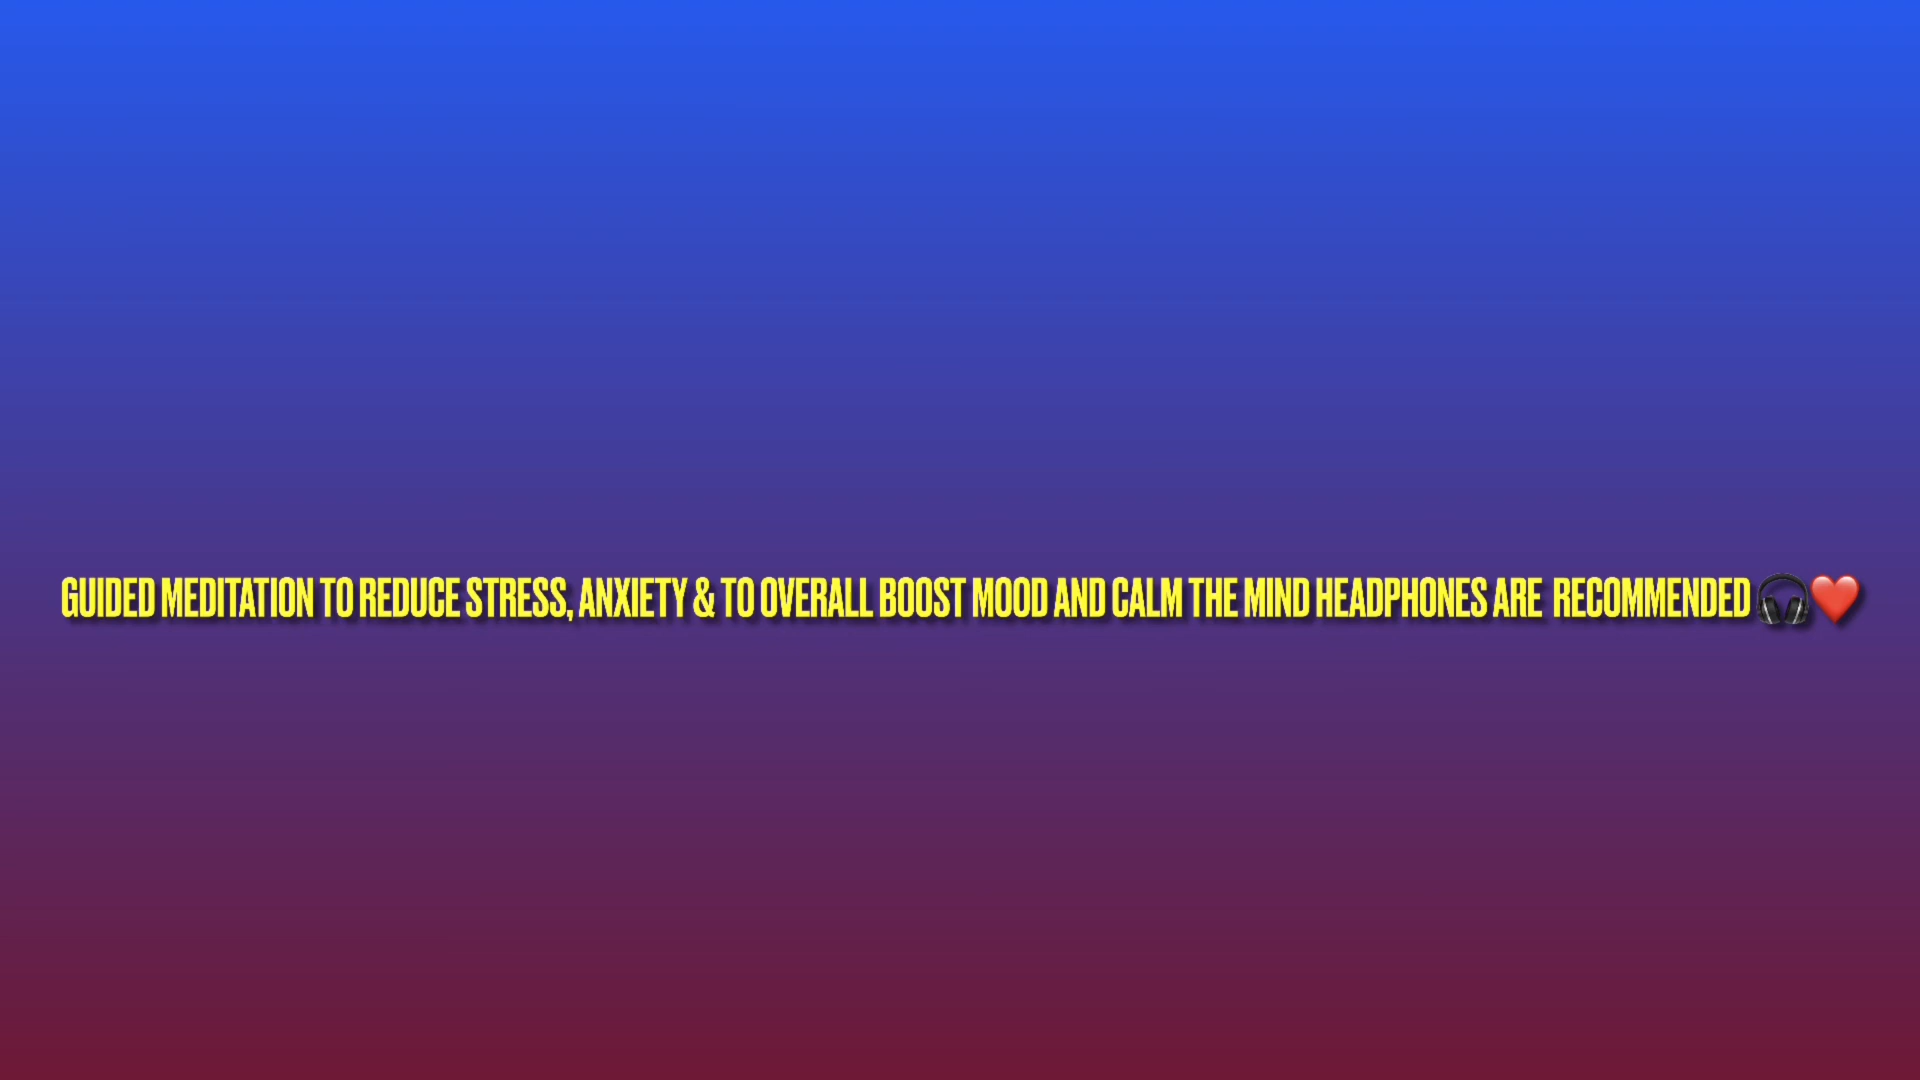 GUIDED MEDITATION TO REDUCE STRESS, ANXIETY & TO OVERALL BOOST MOOD AND CALM THE MIND HEADPHONES ARE  RECOMMENDED 🎧❤️